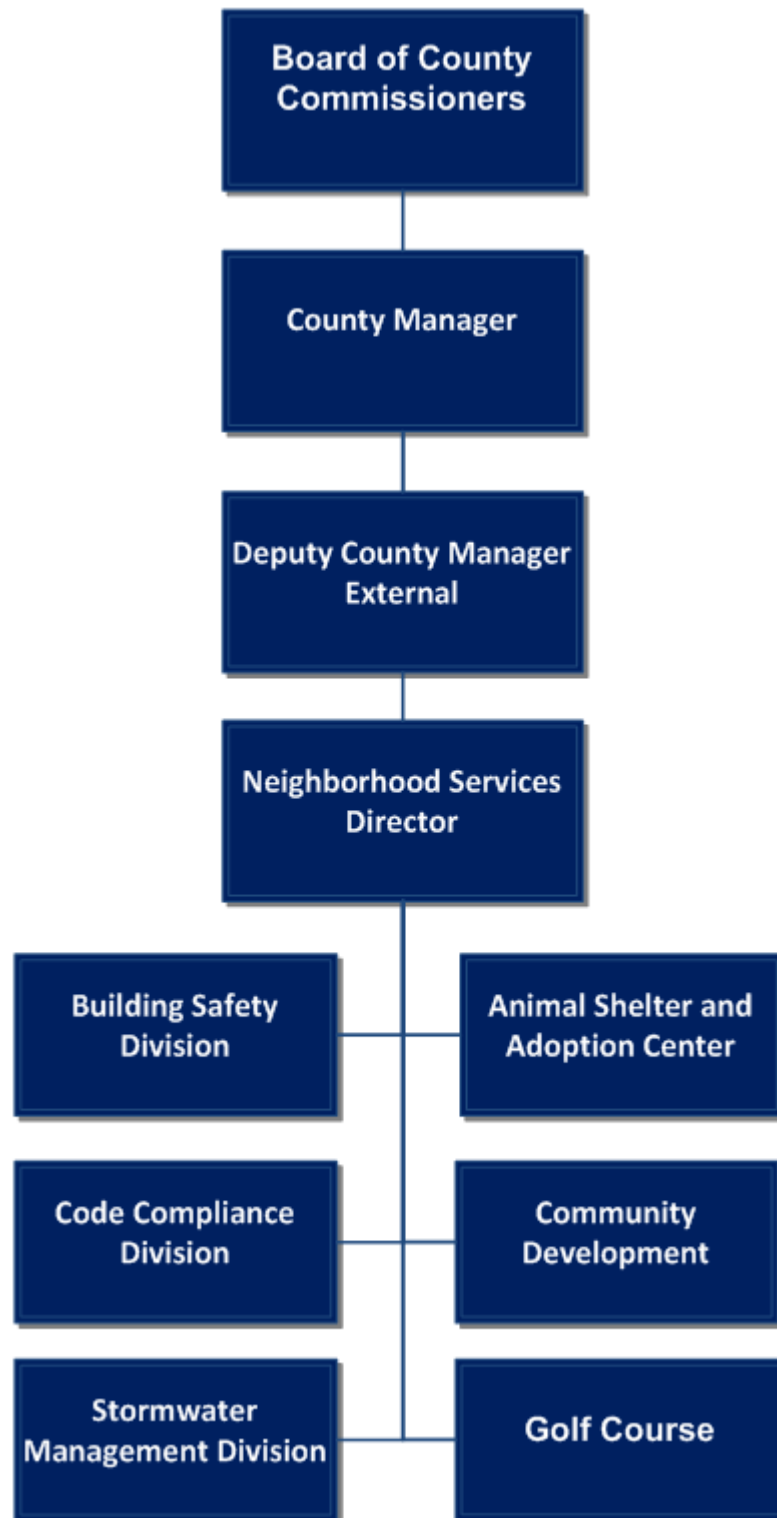 Board of County
Commissioners
County Manager
Deputy County Manager
External
Neighborhood Services
Director
Building Safety
Division
Animal Shelter and
Adoption Center
Code Compliance
Division
Community
Development
Stormwater
Management Division
Golf Course